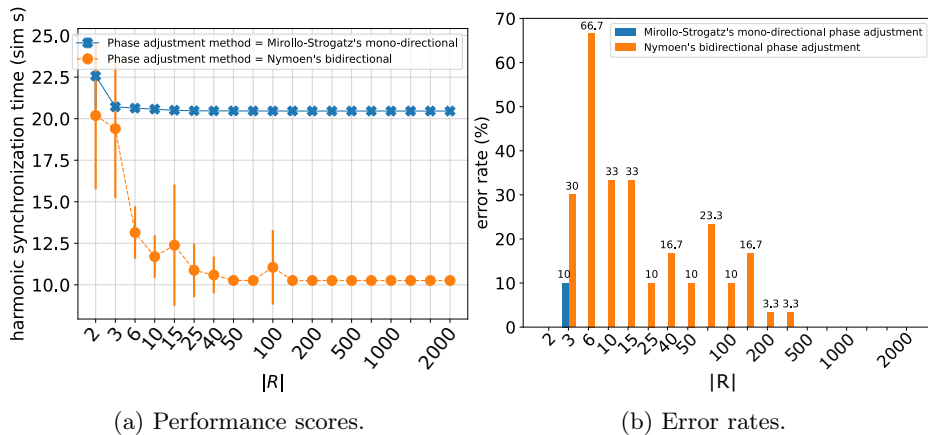 harmonic synchronization time (sim s)
25.0
22.5
20.0
17.5
15.0
12.5
10.0
Phase adjustment method = Mirollo-Strogatz's mono-directional
Phase adjustment method = Nymoen's bidirectional
2 3 6 10 15 25 40 50 100 200 500 1000 2000
|R|
(a) Performance scores.
error rate (%)
70
60
50
40
30
20
10
0
Mirollo-Strogatz's mono-directional phase adjustment
Nymoen's bidirectional phase adjustment
10 30 66.7 33 33 10 16.7 10 23.3 10 16.7 3.3 3.3
2 3 6 10 15 25 40 50 100 200 500 1000 2000
|R|
(b) Error rates.